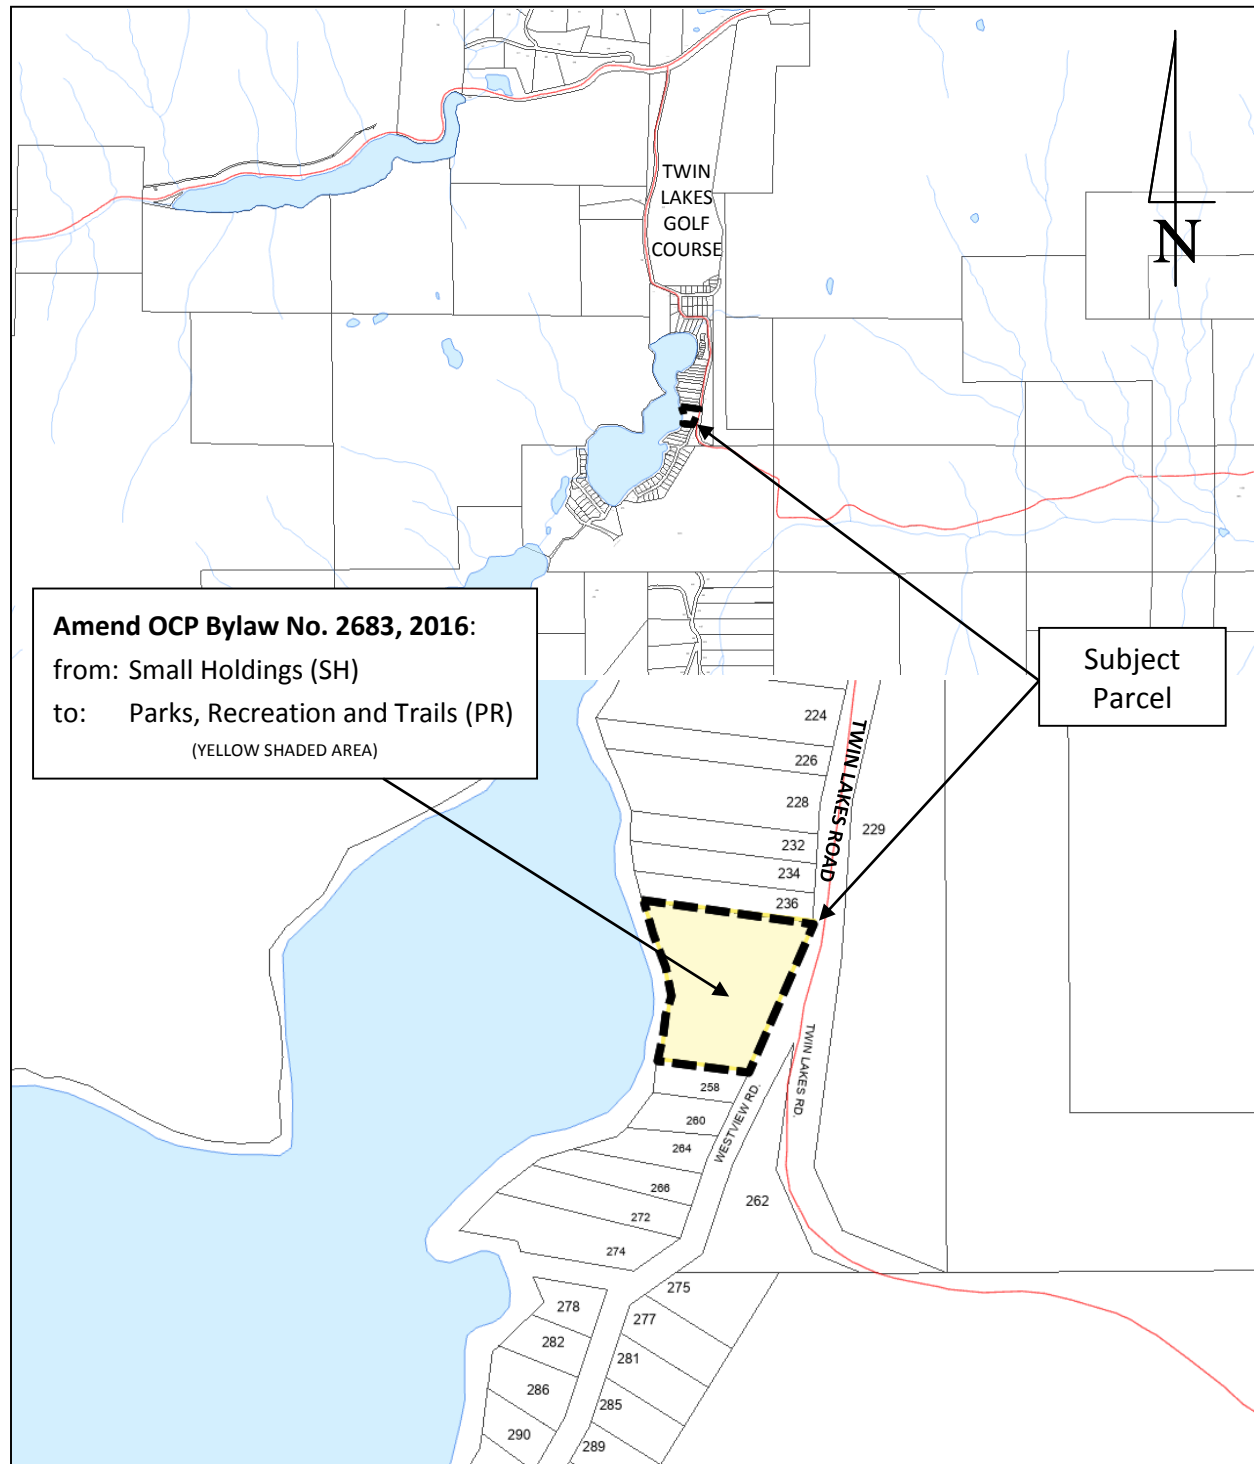 TWIN
LAKES
GOLF
COURSE
N
Amend OCP Bylaw No. 2683, 2016:
from: Small Holdings (SH)
to: Parks, Recreation and Trails (PR)
(YELLOW SHADED AREA)
Subject
Parcel
224
226
228
232
234
236
TWIN LAKES ROAD
229
TWIN LAKES RD.
258
260
264
266
272
274
WESTVIEW RD.
262
275
277
278
281
282
285
286
289
290